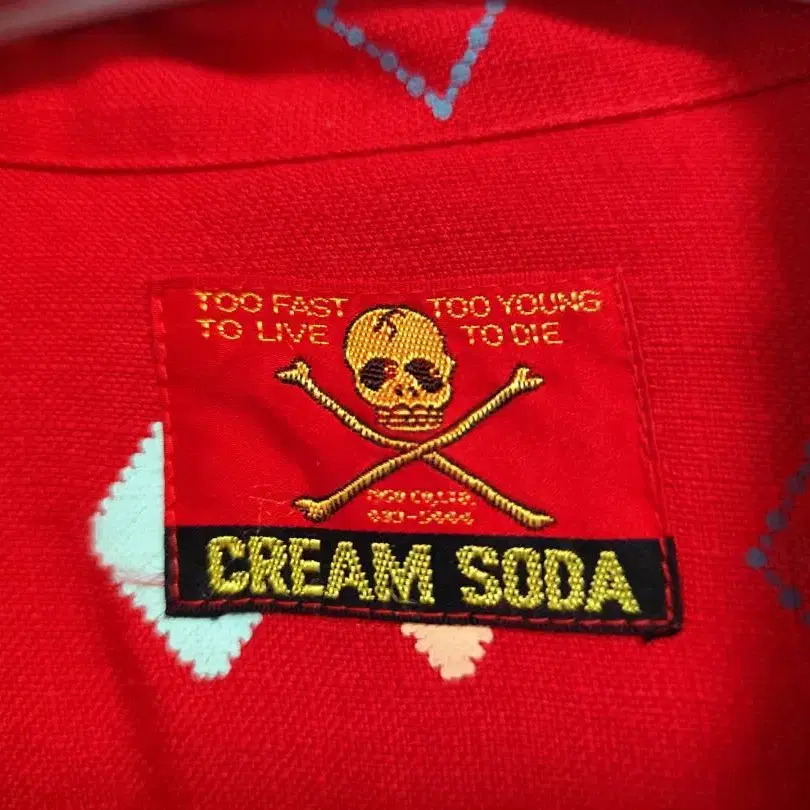 TOO FAST TOO YOUNG
TO LIVE TO DIE
CREAM SODA